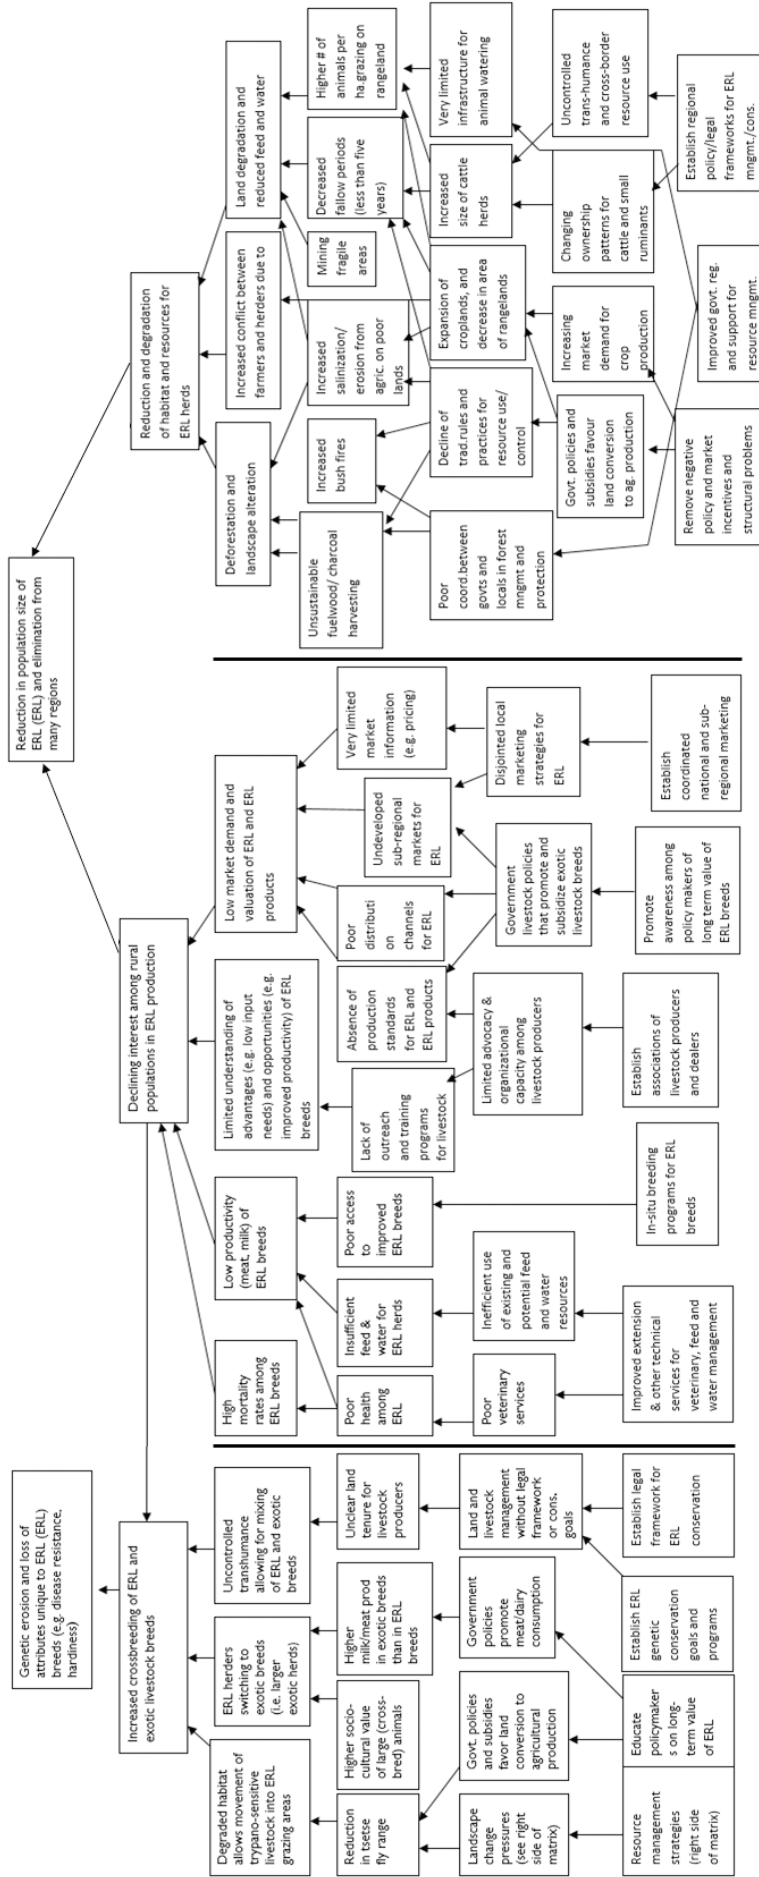 Genetic erosion and loss of
attributes unique to ERL (ERL)
breeds (e.g. disease resistance,
hardiness)
Reduction in population size of
ERL (ERL) and elimination from
many regions
Increased crossbreeding of ERL and
exotic livestock breeds
Declining interest among rural
populations in ERL production
Reduction and degradation
of habitat and resources for
ERL herds
Degraded habitat
allows movement of
trypano-sensitive
livestock into ERL
grazing areas
ERL herders
switching to
exotic breeds
(i.e. larger
exotic herds)
Uncontrolled
transhumance
allowing for mixing
of ERL and exotic
breeds
High
mortality
rates among
ERL breeds
Low productivity
(meat, milk) of
ERL breeds
Limited understanding of
advantages (e.g. low input
needs) and opportunities (e.g.
improved productivity) of ERL
breeds
Low market demand and
valuation of ERL and ERL
products
Deforestation and
landscape alteration
Increased conflict between
farmers and herders due to
Land degradation and
reduced feed and water
Reduction
in tsetse
fly range
Higher socio-
cultural value
of large (cross-
bred) animals
Higher
milk/meat prod
in exotic breeds
than in ERL
breeds
Unclear land
tenure for
livestock
producers
Poor
health among
ERL
Insufficient
feed &
water for
ERL herds
Poor access
to
improved
ERL breeds
Lack of
outreach
and training
programs
for livestock
Absence of
production
standards
for ERL and
ERL products
Poor
distributi
on
channels
for ERL
Undeveloped
sub-regional
markets for
ERL
Very limited
market
information
(e.g. pricing)
Unsustainable
fuelwood/ charcoal
harvesting
Increased
bush fires
Increased
salinization/
erosion from
agric. on poor
lands
Mining
fragile
areas
Decreased
fallow periods
(less than five
years)
Higher # of
animals per
ha.grazing on
rangeland
Landscape
change
pressures
(see right
side of
matrix)
Govt. policies
and subsidies
favor land
conversion to
agricultural
production
Government
policies
promote
meat/dairy
consumption
Land and
livestock
management
without legal
framework
or cons.
goals
Poor
veterinary
services
Inefficient use
of existing and
potential feed
and water
resources
Limited advocacy &
organizational
capacity among
livestock producers
Government
livestock policies
that promote and
subsidize exotic
livestock breeds
Disjointed local
marketing
strategies for
ERL
Poor
coord.between
govts and
locals in forest
mngmt and
protection
Decline of
trad.rules and
practices for
resource use/
control
Expansion of
croplands, and
decrease in area
of rangelands
Increased
size of cattle
herds
Very limited
infrastructure for
animal watering
Govt. policies and
subsidies favour
land conversion
to ag. production
Increasing
market
demand for
crop
production
Changing
ownership
patterns for
cattle and small
ruminants
Uncontrolled
trans-humance
and cross-border
resource use
Resource
management
strategies
(right side
of matrix)
Educate
policymaker
s on long-
term value
of ERL
Establish ERL
genetic
conservation
goals and
programs
Establish legal
framework for
ERL
conservation
Improved extension
& other technical
services for
veterinary, feed and
water management
In-situ breeding
programs for ERL
breeds
Establish
associations of
livestock producers
and dealers
Promote
awareness among
policy makers of
long term value of
ERL breeds
Establish
coordinated
national and sub-
regional marketing
Remove negative
policy and market
incentives and
structural problems
Improved govt. reg.
and support for
resource mngmt.
Establish regional
policy/legal
frameworks for ERL
mngmt./cons.